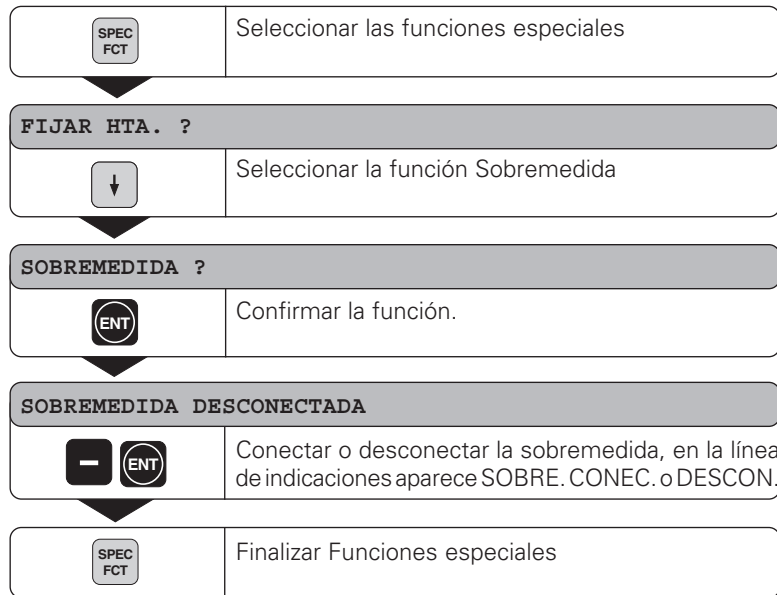 SPEC
FCT
Seleccionar las funciones especiales
FIJAR HTA. ?
Seleccionar la función Sobremedida
SOBREMEDIDA ?
ENT
Confirmar la función.
SOBREMEDIDA DESCONECTADA
– ENT
Conectar o desconectar la sobremedida, en la línea
de indicaciones aparece SOBRE. CONEC. o DESCON.
SPEC
FCT
Finalizar Funciones especiales